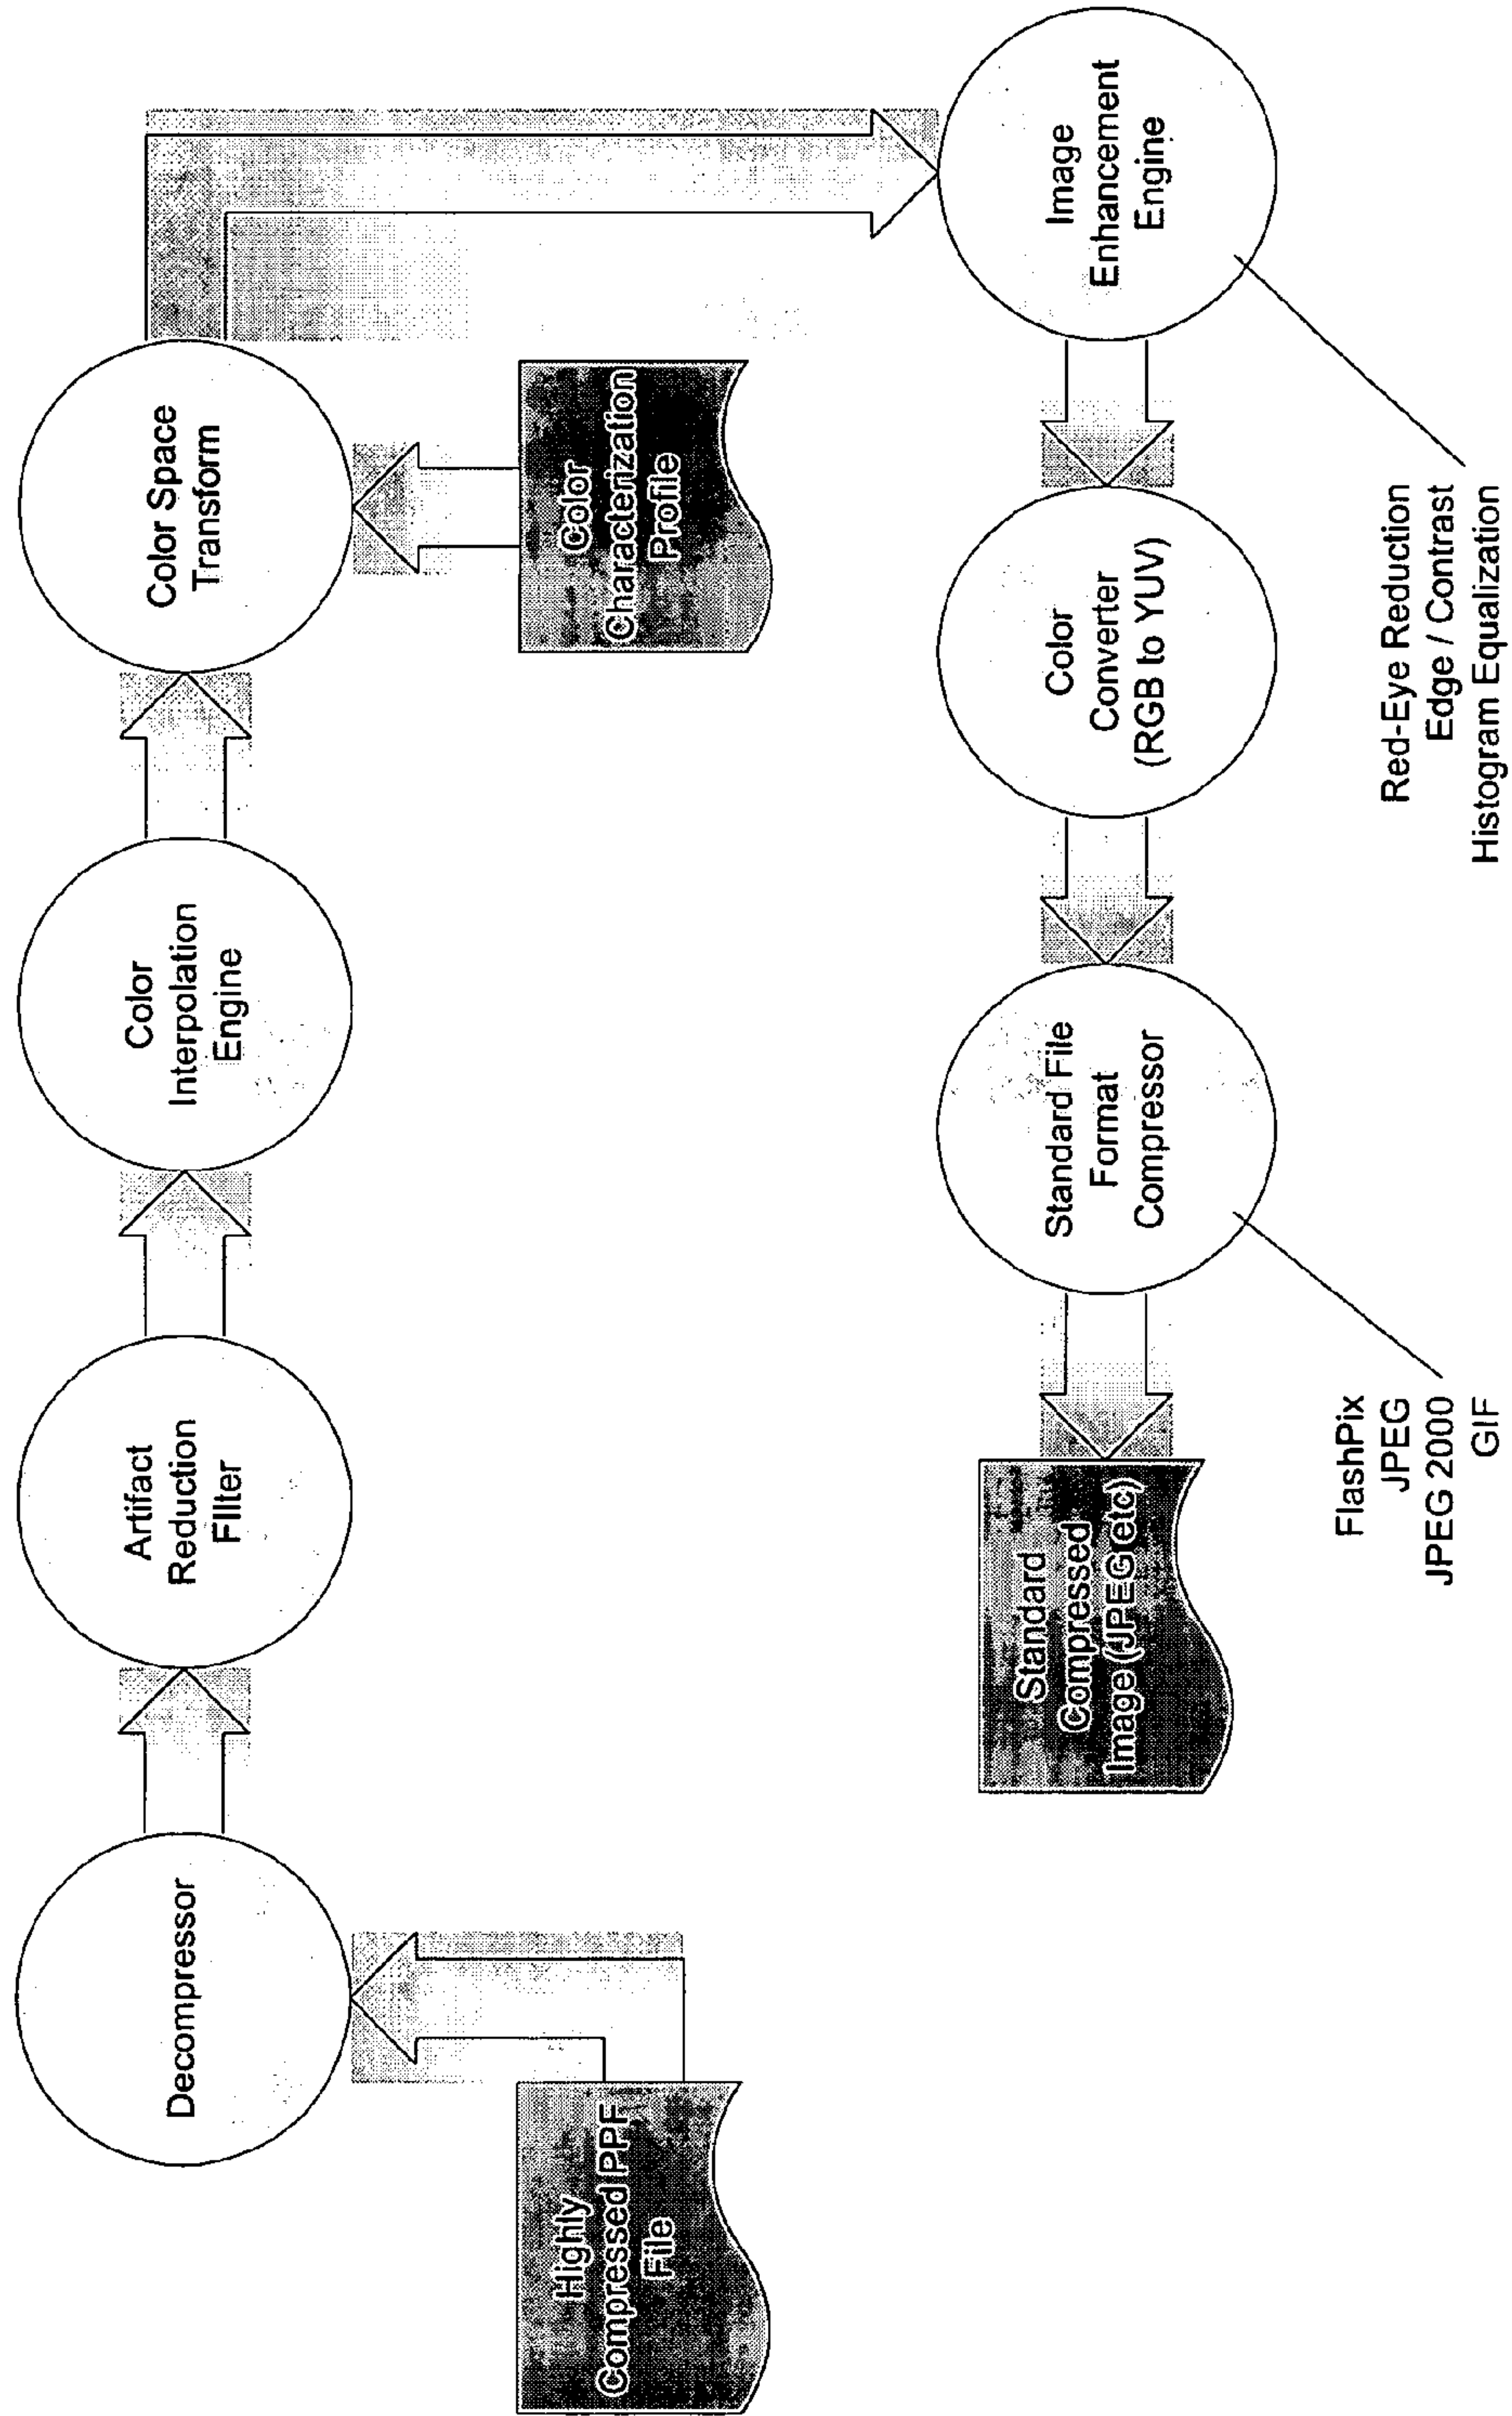 Decompressor
Artifact
Reduction
Filter
Color
Interpolation
Engine
Color Space
Transform
Highly
Compressed PPF
File
Color
Characterization
Profile
Standard
Compressed
Image (JPEG etc)
Standard File
Format
Compressor
Color
Converter
(RGB to YUV)
Image
Enhancement
Engine
FlashPix
JPEG
JPEG 2000
GIF
Red-Eye Reduction
Edge / Contrast
Histogram Equalization